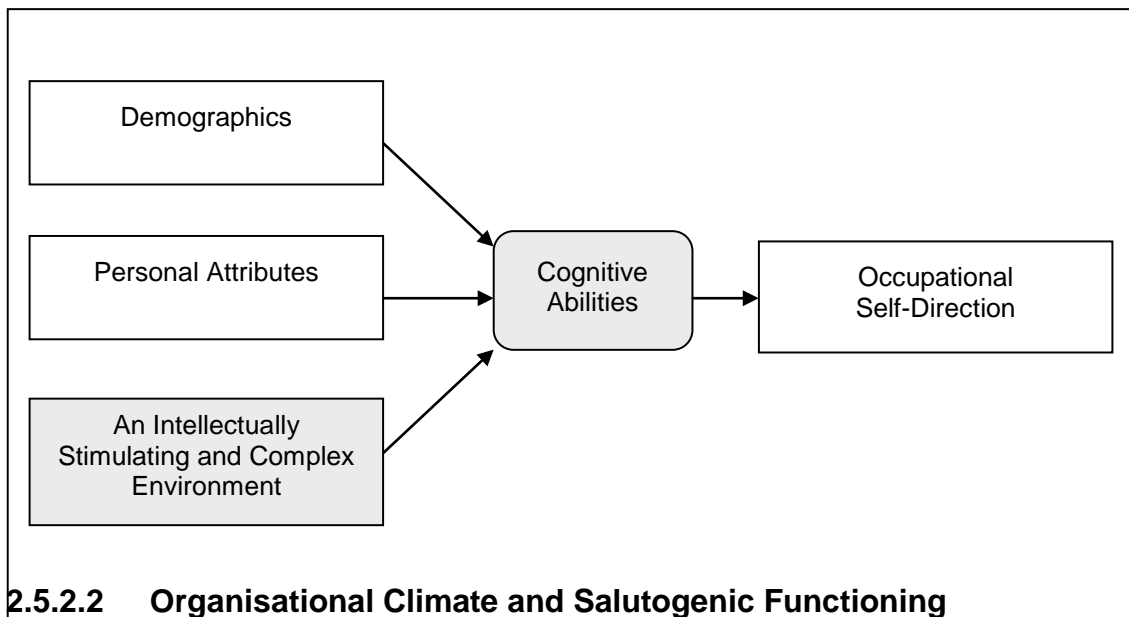 Demographics
Personal Attributes
Cognitive
Abilities
Occupational
Self-Direction
An Intellectually
Stimulating and Complex
Environment
2.5.2.2 Organisational Climate and Salutogenic Functioning